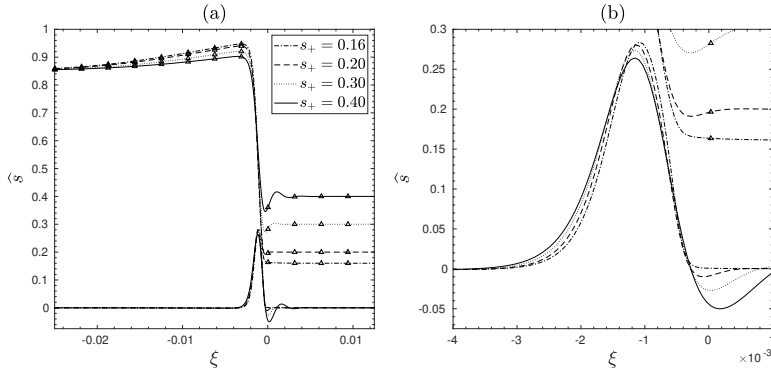 (a)
(b)
1
0.9
0.8
0.7
0.6
0.5
0.4
0.3
0.2
0.1
0
s₊ = 0.16
s₊ = 0.20
s₊ = 0.30
s₊ = 0.40
ŝ
-0.02
-0.01
0
0.01
ξ
0.3
0.25
0.2
0.15
0.1
0.05
0
-0.05
ŝ
-4
-3
-2
-1
0
×10⁻³
ξ